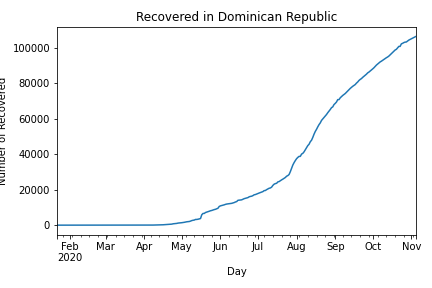 Recovered in Dominican Republic
Number of Recovered
100000
80000
60000
40000
20000
0
Feb Mar Apr May Jun Jul Aug Sep Oct Nov
2020
Day